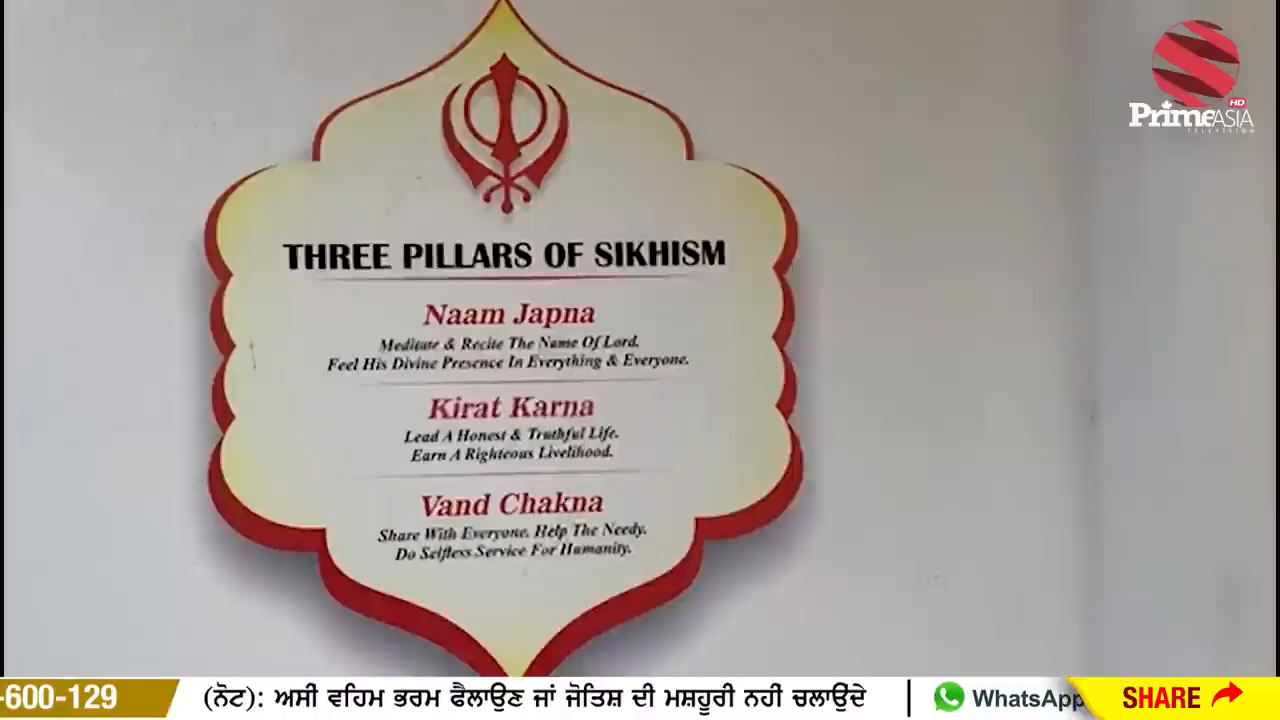 HD
PrimeASIA
TELEVISION
THREE PILLARS OF SIKHISM
Naam Japna
Meditate & Recite The Name Of Lord.
Feel His Divine Presence In Everything & Everyone.
Kirat Karna
Lead A Honest & Truthful Life.
Earn A Righteous Livelihood.
Vand Chakna
Share With Everyone. Help The Needy.
Do Selfless Service For Humanity.
-600-129 (ਨੋਟ): ਅਸੀ ਵਹਿਮ ਭਰਮ ਫੈਲਾਉਣ ਜਾਂ ਜੋਤਿਸ਼ ਦੀ ਮਸ਼ਹੂਰੀ ਨਹੀ ਚਲਾਉਂਦੇ | WhatsApp SHARE